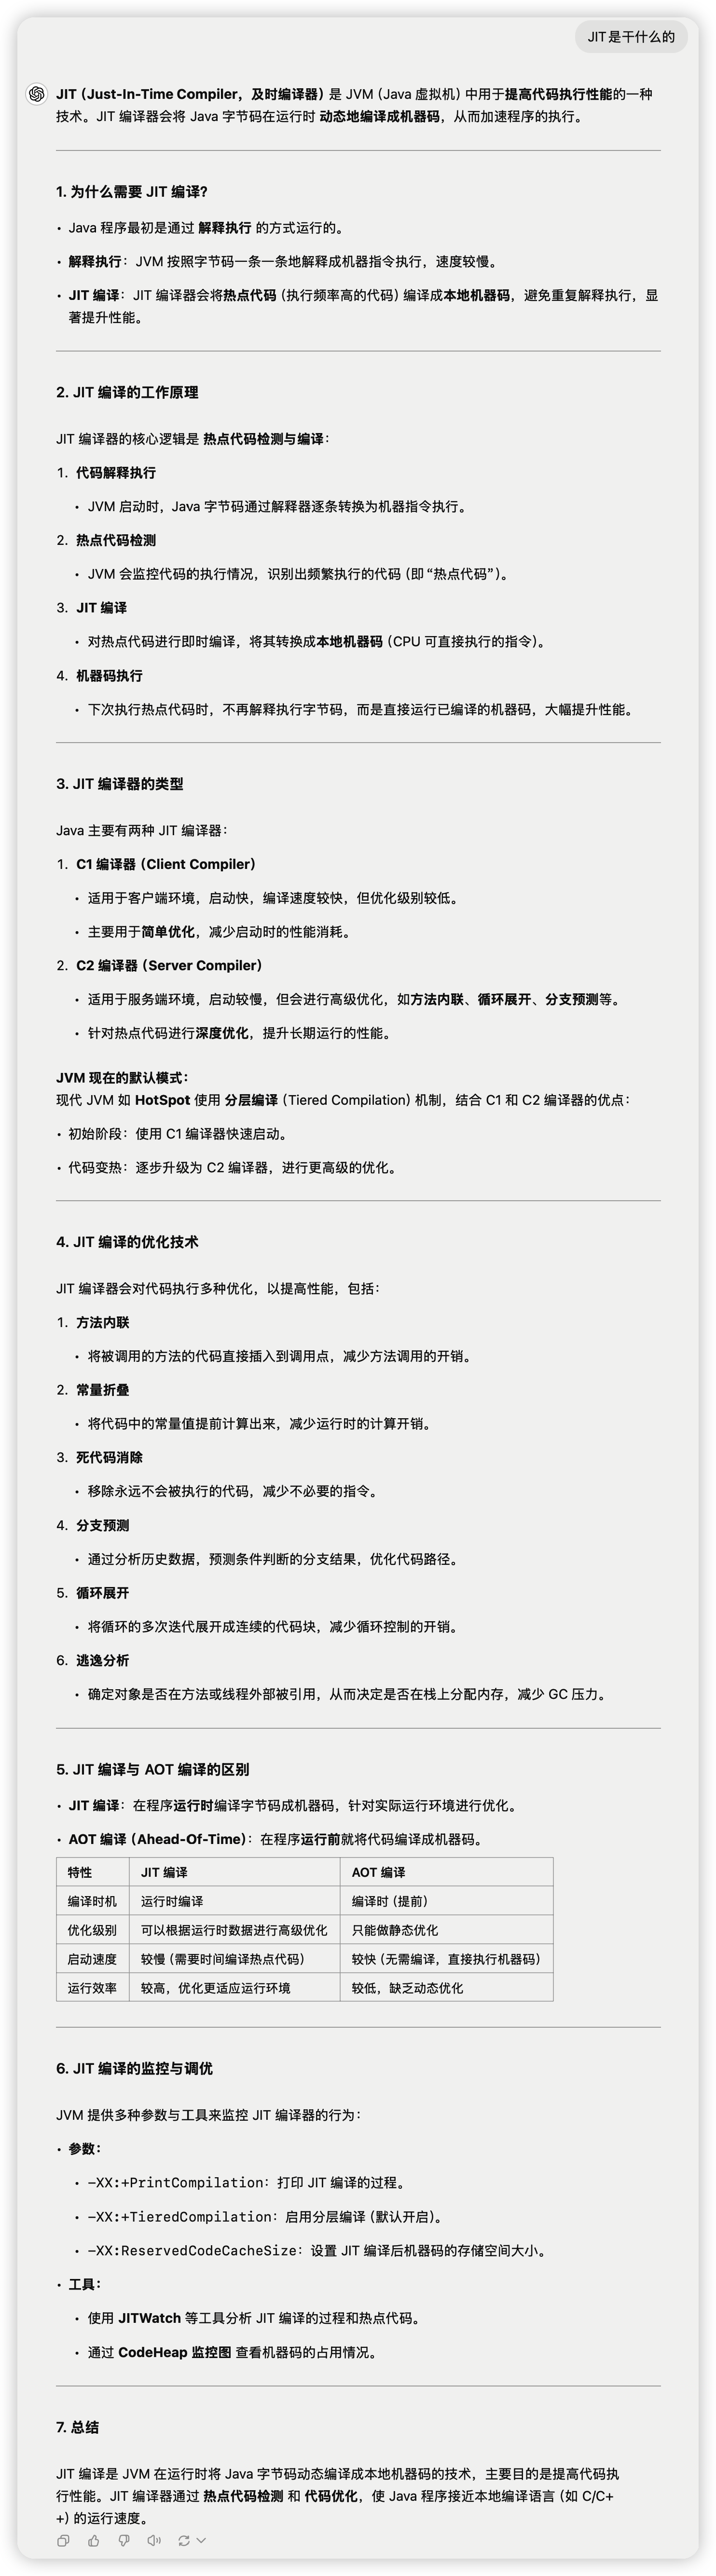 JIT是干什么的
JIT（Just-In-Time Compiler，及时编译器）是 JVM（Java 虚拟机）中用于提高代码执行性能的一种
技术。JIT 编译器会将 Java 字节码在运行时 动态地编译成机器码，从而加速程序的执行。
1. 为什么需要 JIT 编译？
• Java 程序最初是通过 解释执行 的方式运行的。
• 解释执行：JVM 按照字节码一条一条地解释成机器指令执行，速度较慢。
• JIT 编译：JIT 编译器会将热点代码（执行频率高的代码）编译成本地机器码，避免重复解释执行，显
著提升性能。
2. JIT 编译的工作原理
JIT 编译器的核心逻辑是 热点代码检测与编译：
1. 代码解释执行
• JVM 启动时，Java 字节码通过解释器逐条转换为机器指令执行。
2. 热点代码检测
• JVM 会监控代码的执行情况，识别出频繁执行的代码（即“热点代码”）。
3. JIT 编译
• 对热点代码进行即时编译，将其转换成本地机器码（CPU 可直接执行的指令）。
4. 机器码执行
• 下次执行热点代码时，不再解释执行字节码，而是直接运行已编译的机器码，大幅提升性能。
3. JIT 编译器的类型
Java 主要有两种 JIT 编译器：
1. C1 编译器（Client Compiler）
• 适用于客户端环境，启动快，编译速度较快，但优化级别较低。
• 主要用于简单优化，减少启动时的性能消耗。
2. C2 编译器（Server Compiler）
• 适用于服务端环境，启动较慢，但会进行高级优化，如方法内联、循环展开、分支预测等。
• 针对热点代码进行深度优化，提升长期运行的性能。
JVM 现在的默认模式：
现代 JVM 如 HotSpot 使用 分层编译（Tiered Compilation）机制，结合 C1 和 C2 编译器的优点：
• 初始阶段：使用 C1 编译器快速启动。
• 代码变热：逐步升级为 C2 编译器，进行更高级的优化。
4. JIT 编译的优化技术
JIT 编译器会对代码执行多种优化，以提高性能，包括：
1. 方法内联
• 将被调用的方法的代码直接插入到调用点，减少方法调用的开销。
2. 常量折叠
• 将代码中的常量值提前计算出来，减少运行时的计算开销。
3. 死代码消除
• 移除永远不会被执行的代码，减少不必要的指令。
4. 分支预测
• 通过分析历史数据，预测条件判断的分支结果，优化代码路径。
5. 循环展开
• 将循环的多次迭代展开成连续的代码块，减少循环控制的开销。
6. 逃逸分析
• 确定对象是否在方法或线程外部被引用，从而决定是否在栈上分配内存，减少 GC 压力。
5. JIT 编译与 AOT 编译的区别
• JIT 编译：在程序运行时编译字节码成机器码，针对实际运行环境进行优化。
• AOT 编译（Ahead-Of-Time）：在程序运行前就将代码编译成机器码。
特性 JIT 编译 AOT 编译
编译时机 运行时编译 编译时（提前）
优化级别 可以根据运行时数据进行高级优化 只能做静态优化
启动速度 较慢（需要时间编译热点代码） 较快（无需编译，直接执行机器码）
运行效率 较高，优化更适应运行环境 较低，缺乏动态优化
6. JIT 编译的监控与调优
JVM 提供多种参数与工具来监控 JIT 编译器的行为：
• 参数：
• -XX:+PrintCompilation：打印 JIT 编译的过程。
• -XX:+TieredCompilation：启用分层编译（默认开启）。
• -XX:ReservedCodeCacheSize：设置 JIT 编译后机器码的存储空间大小。
• 工具：
• 使用 JITWatch 等工具分析 JIT 编译的过程和热点代码。
• 通过 CodeHeap 监控图 查看机器码的占用情况。
7. 总结
JIT 编译是 JVM 在运行时将 Java 字节码动态编译成本地机器码的技术，主要目的是提高代码执
行性能。JIT 编译器通过 热点代码检测 和 代码优化，使 Java 程序接近本地编译语言（如 C/C+
+）的运行速度。